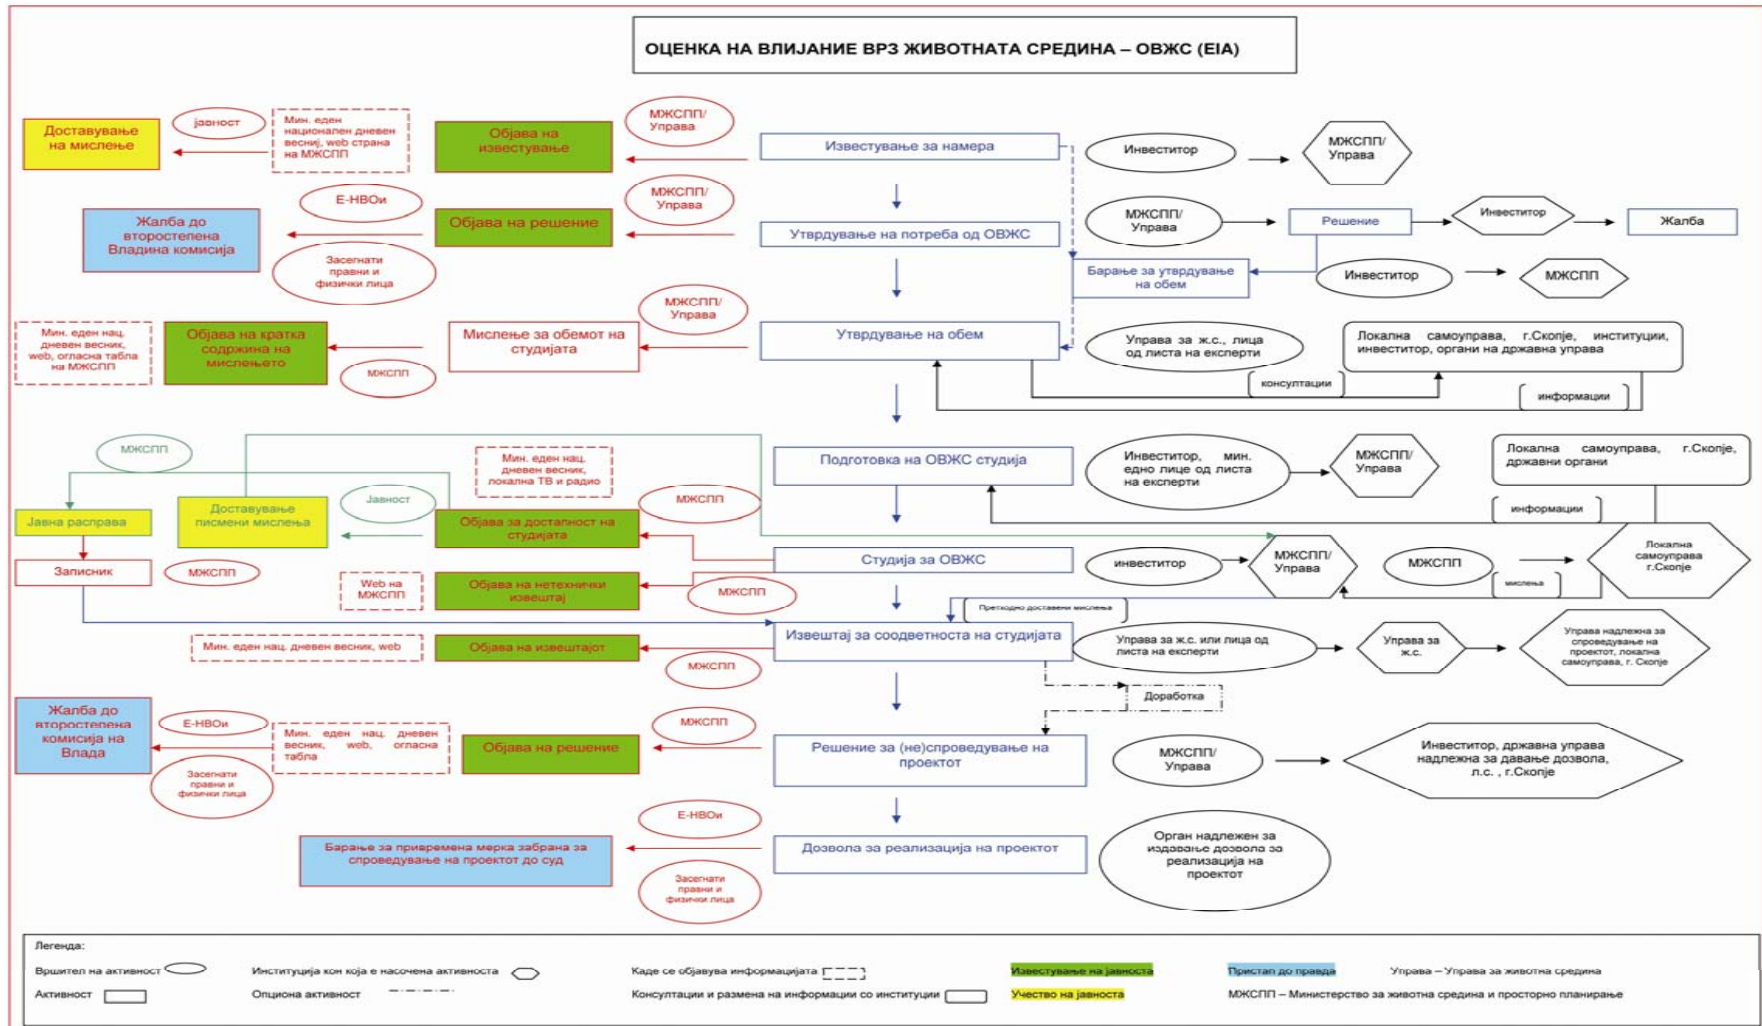 ОЦЕНКА НА ВЛИЈАНИЕ ВРЗ ЖИВОТНАТА СРЕДИНА – ОВЖС (EIA)
Доставување
на мислење
јавност
Мин. еден
национален дневен
весниј, web страна
на МЖСПП
Објава на
известување
МЖСПП/
Управа
Известување за намера
Инвеститор
МЖСПП/
Управа
Жалба до
второстепена
Владина комисија
Е-НВОи
Засегнати
правни и
физички лица
Објава на решение
МЖСПП/
Управа
Утврдување на потреба од ОВЖС
МЖСПП/
Управа
Решение
Инвеститор
Жалба
Барање за утврдување
на обем
Инвеститор
МЖСПП
Мин. еден нац.
дневен весник,
web, огласна табла
на МЖСПП
Објава на кратка
содржина на
мислењето
МЖСПП
Мислење за обемот на
студијата
МЖСПП/
Управа
Утврдување на обем
Управа за ж.с., лица
од листа на експерти
Локална самоуправа, г.Скопје, институции,
инвеститор, органи на државна управа
консултации
информации
МЖСПП
Мин. еден нац.
дневен весник,
локална ТВ и радио
Подготовка на ОВЖС студија
Инвеститор, мин.
едно лице од листа
на експерти
МЖСПП/
Управа
Локална самоуправа, г.Скопје,
државни органи
информации
Јавна расправа
Доставување
писмени мислења
Јавност
Објава за достапност на
студијата
МЖСПП
Записник
МЖСПП
Web на
МЖСПП
Објава на нетехнички
извештај
МЖСПП
Студија за ОВЖС
инвеститор
МЖСПП/
Управа
МЖСПП
мислења
Локална
самоуправа
г.Скопје
Претходно доставени мислења
Мин. еден нац. дневен весник, web
Објава на извештајот
МЖСПП
Извештај за соодветноста на студијата
Управа за ж.с. или лица од
листа на експерти
Управа за
ж.с.
Управа надлежна за
спроведување на
проектот, локална
самоуправа, г. Скопје
Доработка
Жалба до
второстепена
комисија на
Влада
Е-НВОи
Засегнати
правни и
физички лица
Мин. еден нац. дневен
весник, web, огласна
табла
Објава на решение
МЖСПП
Решение за (не)спроведување на
проектот
МЖСПП/
Управа
Инвеститор, државна управа
надлежна за давање дозвола,
л.с. , г.Скопје
Барање за привремена мерка забрана за
спроведување на проектот до суд
Е-НВОи
Засегнати
правни и
физички лица
Дозвола за реализација на проектот
Орган надлежен за
издавање дозвола за
реализација на
проектот
Легенда:
Вршител на активност
Институција кон која е насочена активноста
Каде се објавува информацијата
Известување на јавноста
Пристап до правда
Управа – Управа за животна средина
Активност
Опциона активност
Консултации и размена на информации со институции
Учество на јавноста
МЖСПП – Министерство за животна средина и просторно планирање